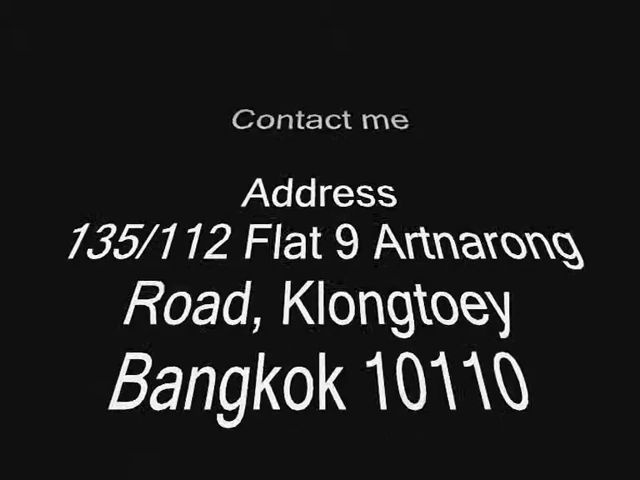 Contact me
Address
135/112 Flat 9 Artnarong
Road, Klongtoey
Bangkok 10110